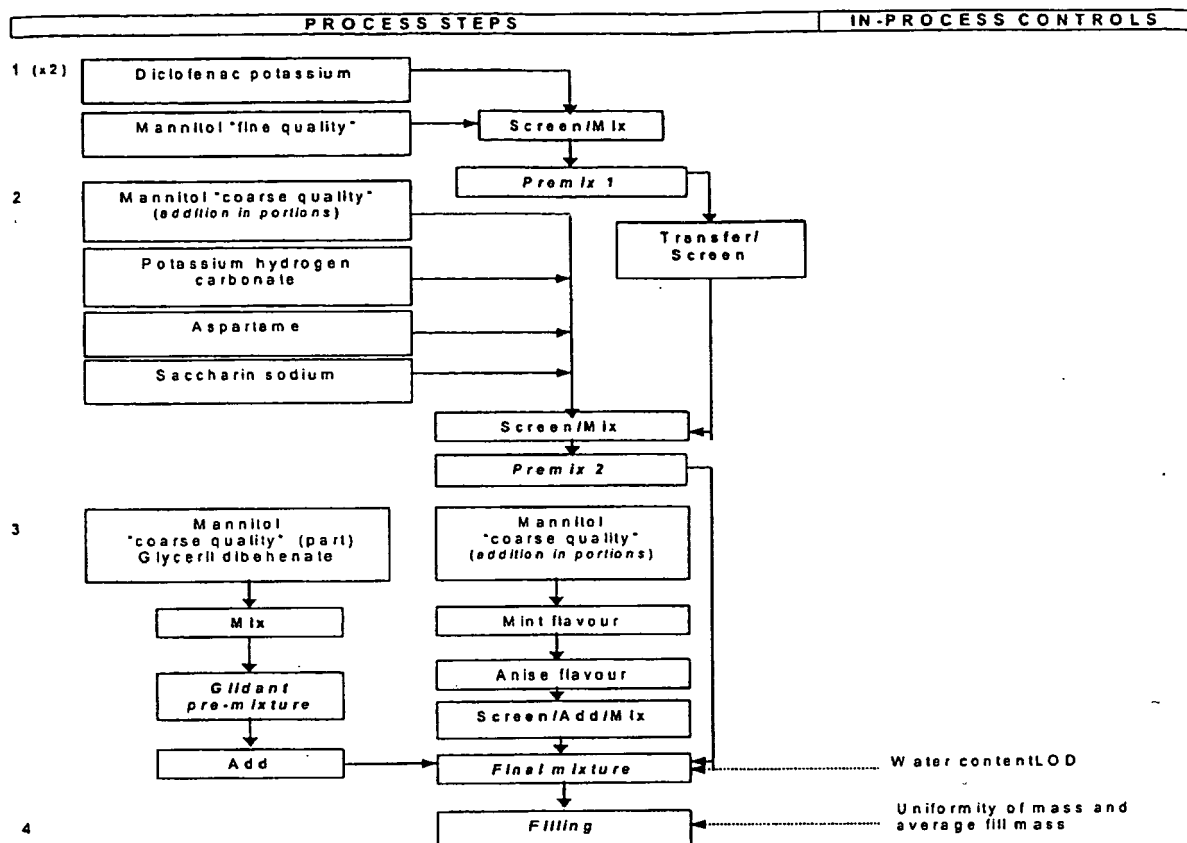 PROCESS STEPS
IN-PROCESS CONTROLS
1 (x2)
Diclofenac potassium
Mannitol "fine quality"
Screen/Mix
Premix 1
2
Mannitol "coarse quality"
(addition in portions)
Transfer/
Screen
Potassium hydrogen
carbonate
Aspartame
Saccharin sodium
Screen/Mix
Premix 2
3
Mannitol
"coarse quality" (part)
Glyceril dibehenate
Mannitol
"coarse quality"
(addition in portions)
Mix
Mint flavour
Glidant
pre-mixture
Anise flavour
Screen/Add/Mix
Add
Final mixture
Water contentLOD
4
Filling
Uniformity of mass and
average fill mass